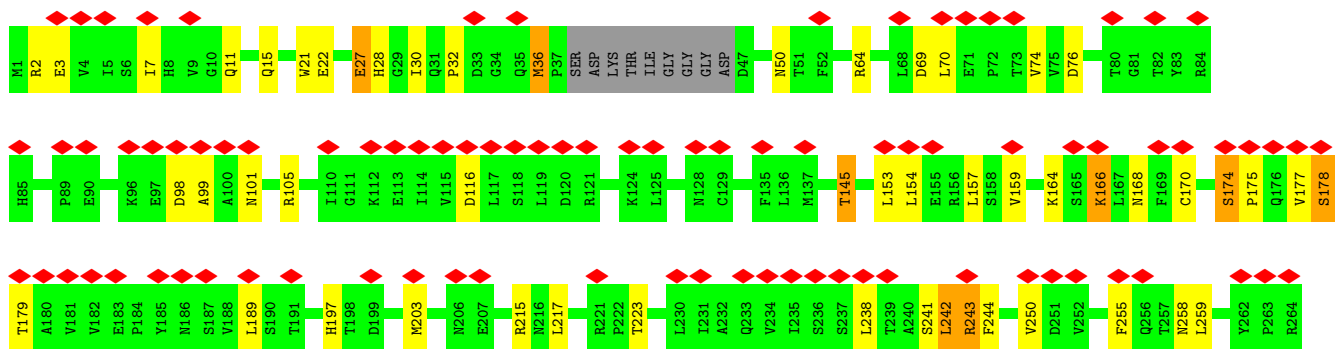 M1 R2 E3 V4 I5 S6 I7 H8 V9 G10 Q11 Q15 W21 E22 E27 H28 G29 I30 Q31 P32 D33 G34 Q35 M36 P37 SER ASP LYS THR ILE GLY GLY GLY ASP D47 N50 T51 F52 R64 L68 D69 L70 E71 P72 T73 V74 V75 D76 T80 G81 T82 Y83 R84
H85 P89 E90 K96 E97 D98 A99 A100 N101 R105 I110 G111 K112 E113 I114 V115 D116 L117 S118 L119 D120 R121 K124 L125 N128 C129 F135 L136 M137 T145 L153 L154 E155 R156 L157 S158 V159 K164 S165 K166 L167 N168 F169 C170 S174 P175 Q176 V177 S178
T179 A180 V181 V182 E183 P184 Y185 N186 S187 V188 L189 S190 T191 H197 T198 D199 M203 N206 E207 R215 N216 L217 R221 P222 T223 L230 I231 A232 Q233 V234 I235 S236 S237 L238 T239 A240 S241 L242 R243 F244 V250 D251 V252 F255 Q256 T257 N258 L259 Y262 P263 R264